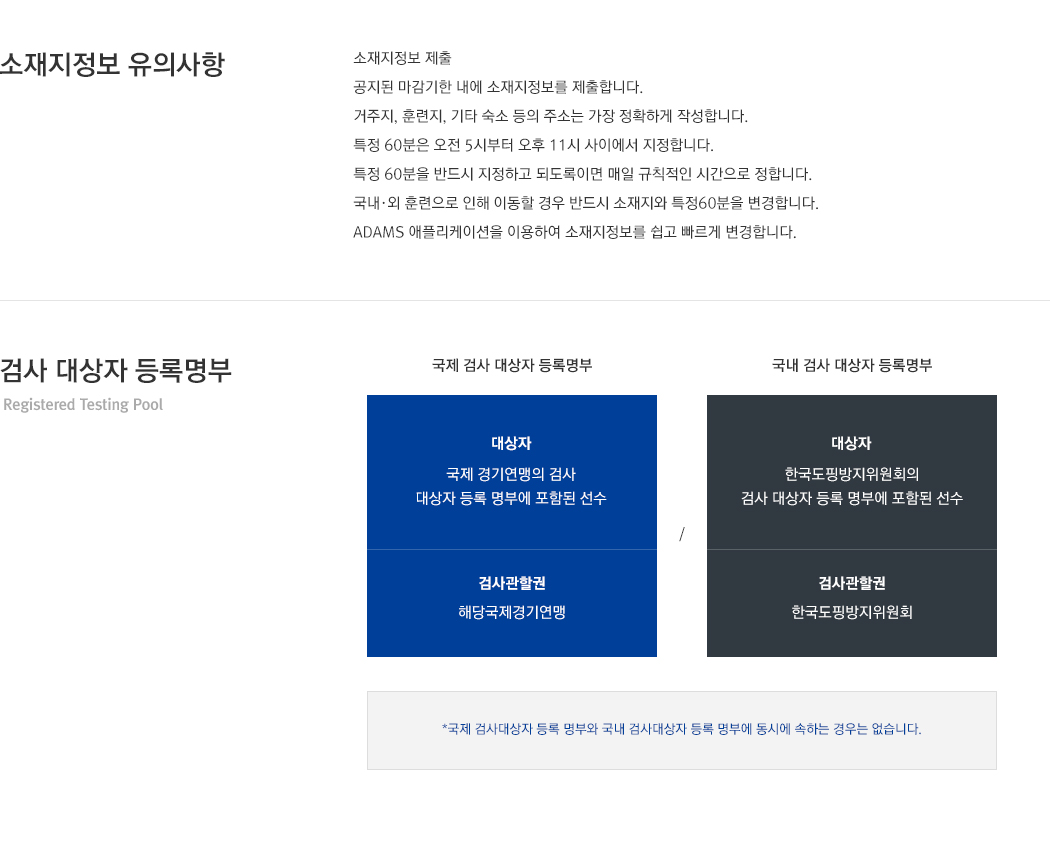 소재지정보 유의사항
소재지정보 제출
공지된 마감기한 내에 소재지정보를 제출합니다.
거주지, 훈련지, 기타 숙소 등의 주소는 가장 정확하게 작성합니다.
특정 60분은 오전 5시부터 오후 11시 사이에서 지정합니다.
특정 60분을 반드시 지정하고 되도록이면 매일 규칙적인 시간으로 정합니다.
국내·외 훈련으로 인해 이동할 경우 반드시 소재지와 특정60분을 변경합니다.
ADAMS 애플리케이션을 이용하여 소재지정보를 쉽고 빠르게 변경합니다.
검사 대상자 등록명부
Registered Testing Pool
국제 검사 대상자 등록명부
대상자
국제 경기연맹의 검사
대상자 등록 명부에 포함된 선수
검사관할권
해당국제경기연맹
/
국내 검사 대상자 등록명부
대상자
한국도핑방지위원회의
검사 대상자 등록 명부에 포함된 선수
검사관할권
한국도핑방지위원회
*국제 검사대상자 등록 명부와 국내 검사대상자 등록 명부에 동시에 속하는 경우는 없습니다.